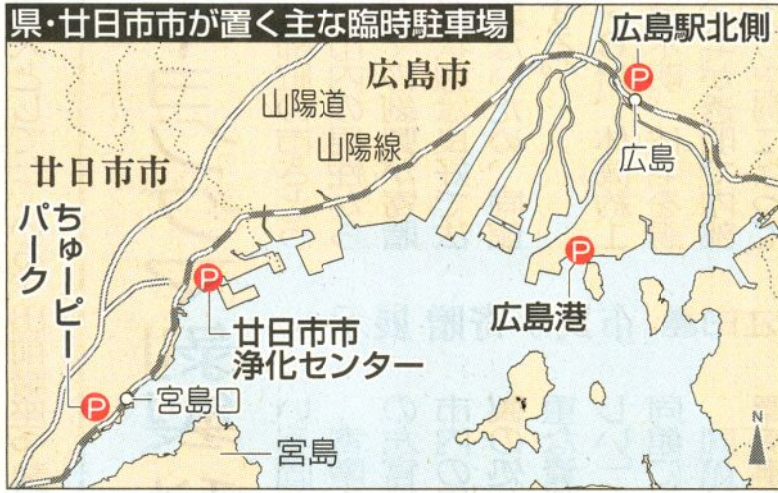 県・廿日市市が置く主な臨時駐車場
広島駅北側
P
広島市
山陽道
山陽線
広島
廿日市市
ちゅーピー
パーク
P
P
広島港
廿日市市
浄化センター
P
宮島口
宮島
N